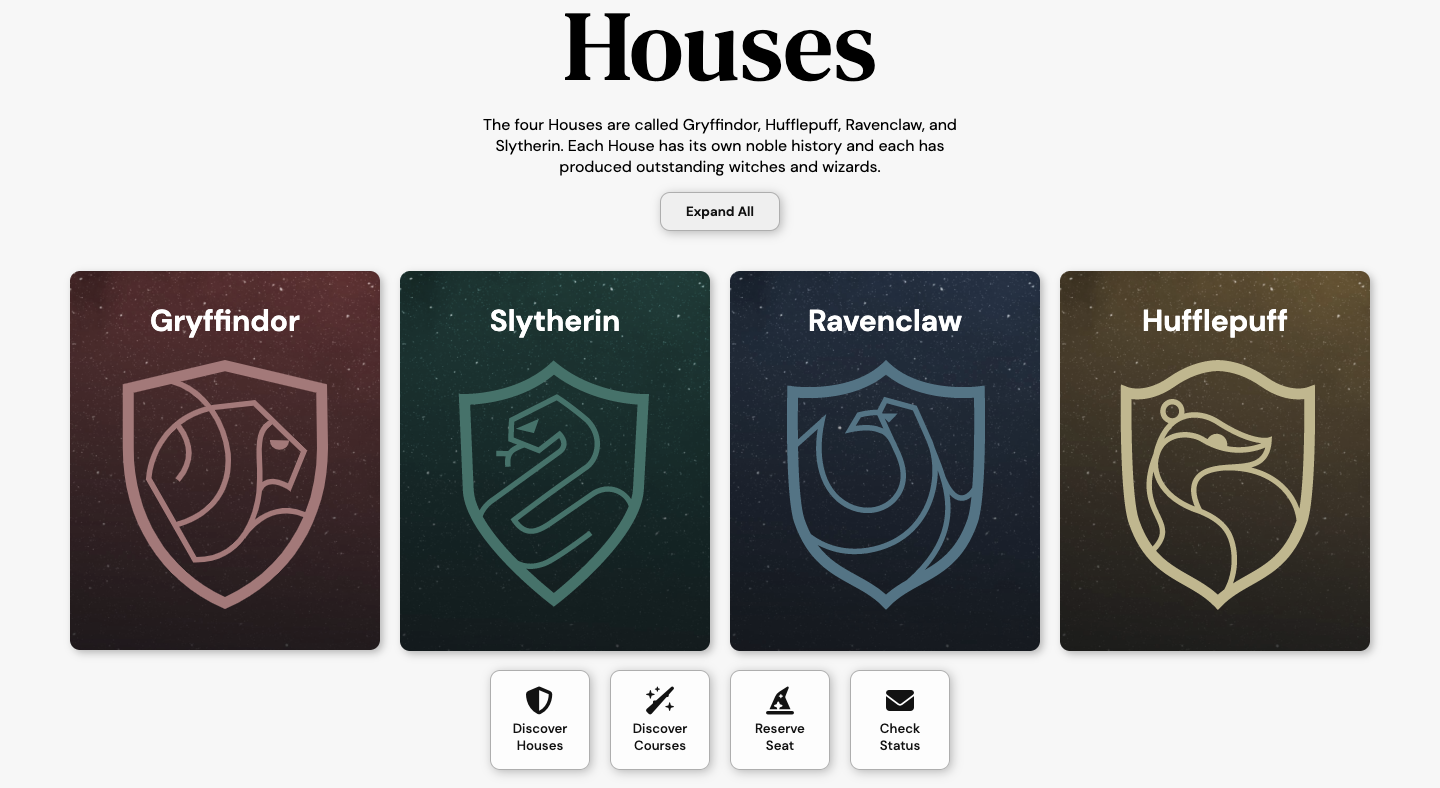 Houses
The four Houses are called Gryffindor, Hufflepuff, Ravenclaw, and
Slytherin. Each House has its own noble history and each has
produced outstanding witches and wizards.
Expand All
Gryffindor
Slytherin
Ravenclaw
Hufflepuff
Discover
Houses
Discover
Courses
Reserve
Seat
Check
Status